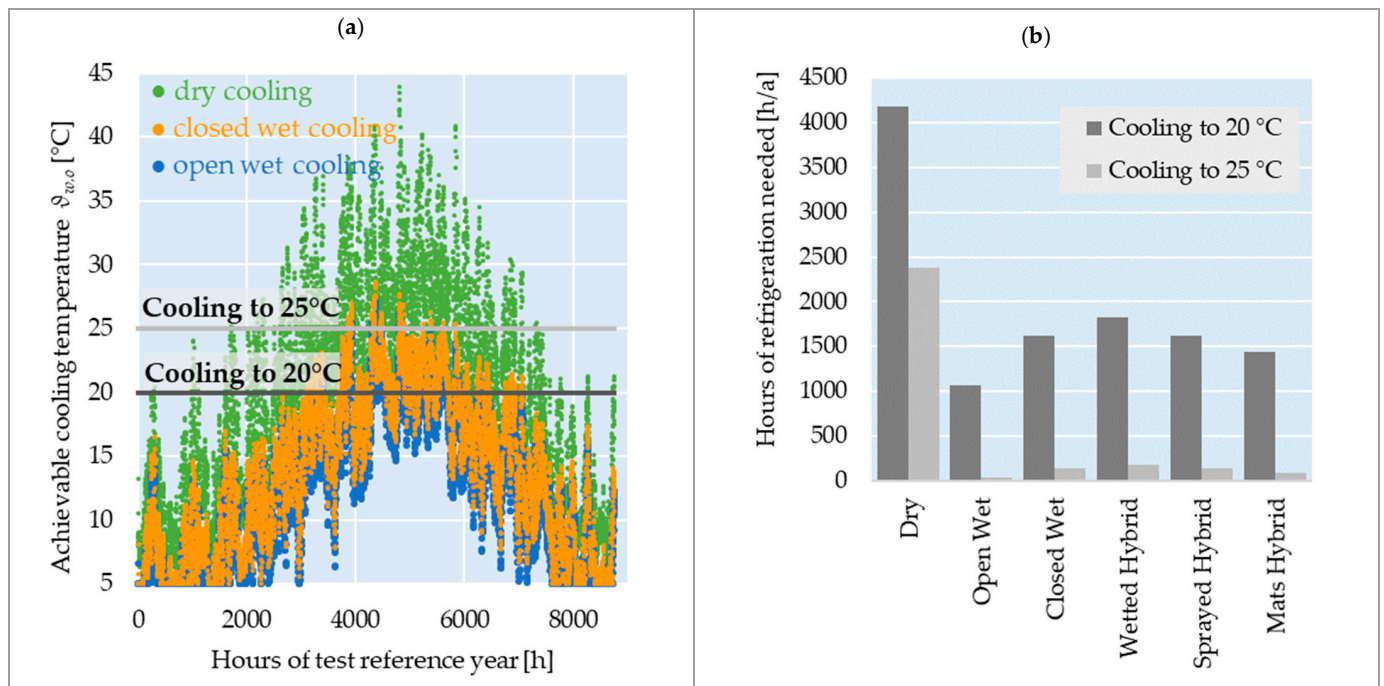 (a)
45
40
35
30
25
20
15
10
5
Achievable cooling temperature ϑw,o [°C]
dry cooling
closed wet cooling
open wet cooling
Cooling to 25°C
Cooling to 20°C
0
2000
4000
6000
8000
Hours of test reference year [h]
(b)
4500
4000
3500
3000
2500
2000
1500
1000
500
0
Hours of refrigeration needed [h/a]
Cooling to 20 °C
Cooling to 25 °C
Dry
Open Wet
Closed Wet
Wetted Hybrid
Sprayed Hybrid
Mats Hybrid